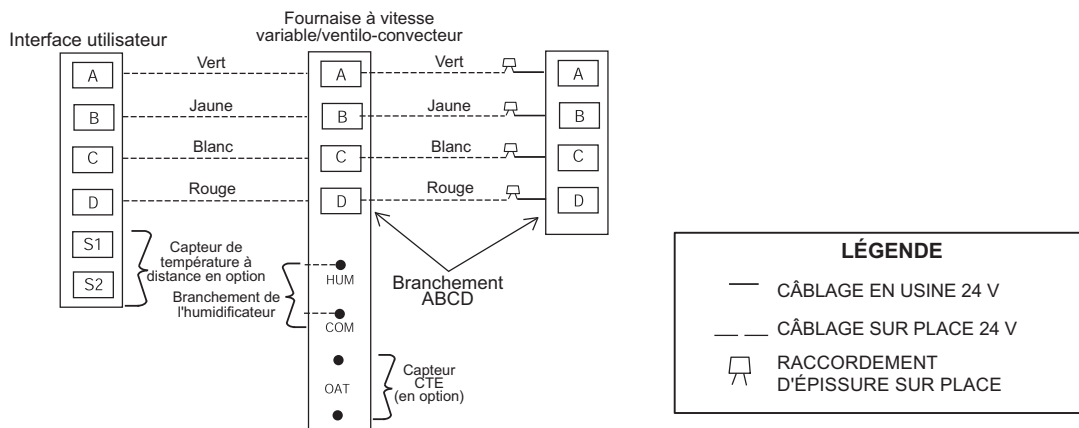 Interface utilisateur
Fournaise à vitesse
variable/ventilo-convecteur
A
Vert
A
Vert
A
B
Jaune
B
Jaune
B
C
Blanc
C
Blanc
C
D
Rouge
D
Rouge
D
S1
S2
Capteur de
température à
distance en option
Branchement de
l'humidificateur
HUM
COM
OAT
Capteur
CTE
(en option)
Branchement
ABCD
LÉGENDE
CÂBLAGE EN USINE 24 V
CÂBLAGE SUR PLACE 24 V
RACCORDEMENT
D'ÉPISSURE SUR PLACE